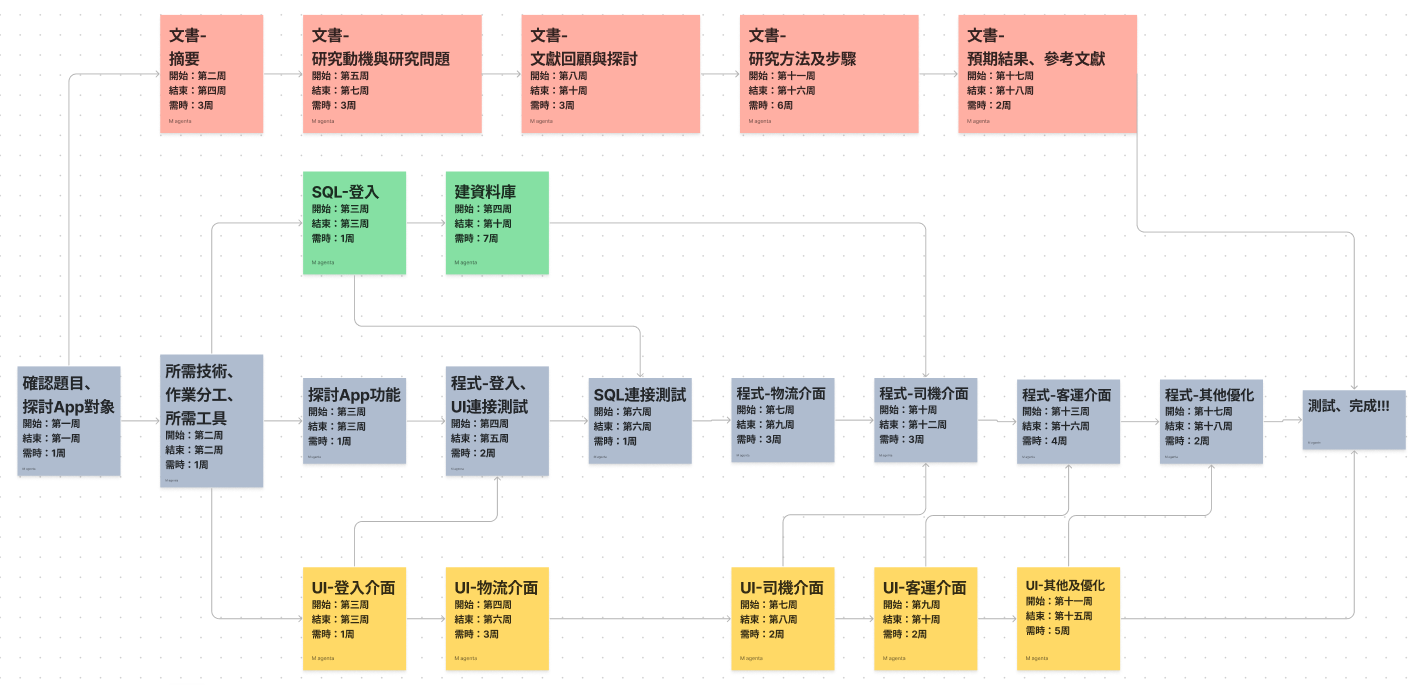 文書-
摘要
開始：第二周
結束：第四周
需時：3周
M agenta
文書-
研究動機與研究問題
開始：第五周
結束：第七周
需時：3周
M agenta
文書-
文獻回顧與探討
開始：第八周
結束：第十周
需時：3周
M agenta
文書-
研究方法及步驟
開始：第十一周
結束：第十六周
需時：6周
M agenta
文書-
預期結果、參考文獻
開始：第十七周
結束：第十八周
需時：2周
M agenta
SQL-登入
開始：第三周
結束：第三周
需時：1周
M agenta
建資料庫
開始：第四周
結束：第十周
需時：7周
M agenta
確認題目、
探討App對象
開始：第一周
結束：第一周
需時：1周
M agenta
所需技術、
作業分工、
所需工具
開始：第二周
結束：第二周
需時：1周
M agenta
探討App功能
開始：第三周
結束：第三周
需時：1周
M agenta
程式-登入、
UI連接測試
開始：第四周
結束：第五周
需時：2周
M agenta
SQL連接測試
開始：第六周
結束：第六周
需時：1周
M agenta
程式-物流介面
開始：第七周
結束：第九周
需時：3周
M agenta
程式-司機介面
開始：第十周
結束：第十二周
需時：3周
M agenta
程式-客運介面
開始：第十三周
結束：第十六周
需時：4周
M agenta
程式-其他優化
開始：第十七周
結束：第十八周
需時：2周
M agenta
測試、完成!!!
M agenta
UI-登入介面
開始：第三周
結束：第三周
需時：1周
M agenta
UI-物流介面
開始：第四周
結束：第六周
需時：3周
M agenta
UI-司機介面
開始：第七周
結束：第八周
需時：2周
M agenta
UI-客運介面
開始：第九周
結束：第十周
需時：2周
M agenta
UI-其他及優化
開始：第十一周
結束：第十五周
需時：5周
M agenta